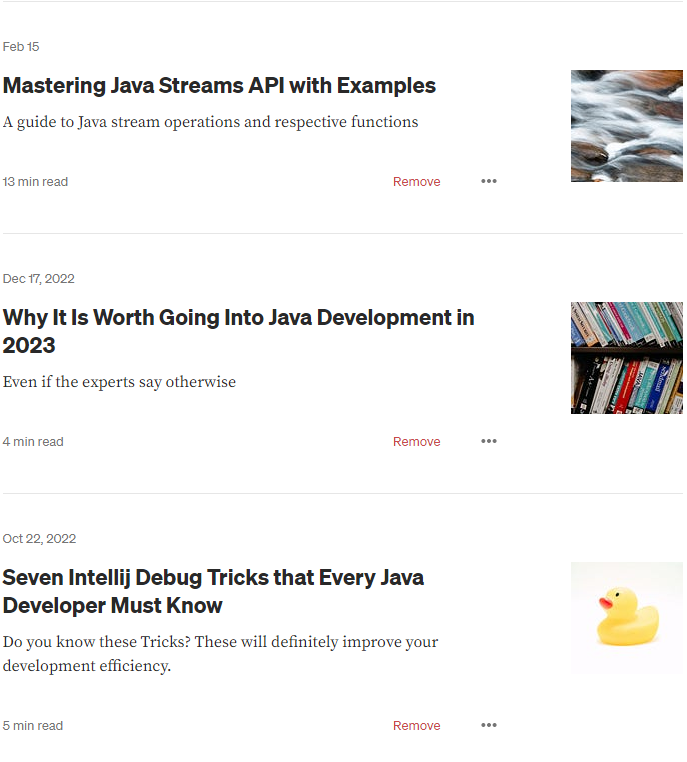 Feb 15
Mastering Java Streams API with Examples
A guide to Java stream operations and respective functions
13 min read
Remove
Dec 17, 2022
Why It Is Worth Going Into Java Development in
2023
Even if the experts say otherwise
4 min read
Remove
Oct 22, 2022
Seven Intellij Debug Tricks that Every Java
Developer Must Know
Do you know these Tricks? These will definitely improve your
development efficiency.
5 min read
Remove